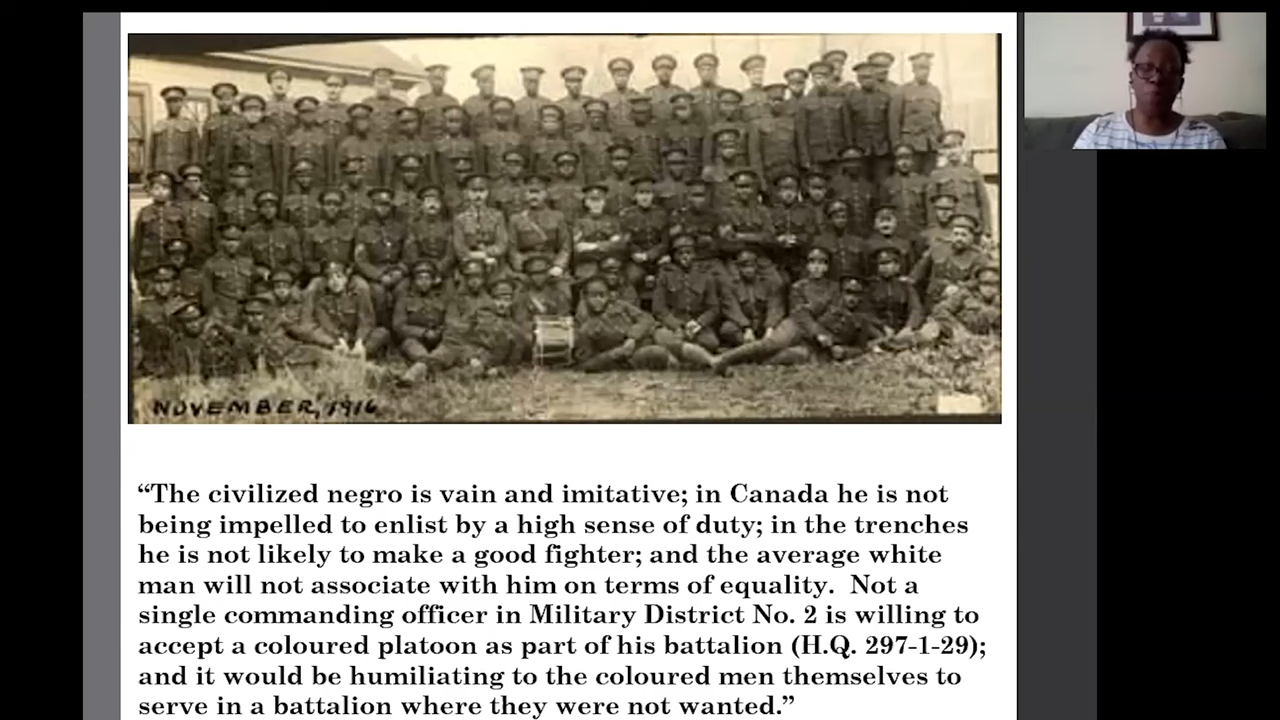 NOVEMBER, 1916
“The civilized negro is vain and imitative; in Canada he is not
being impelled to enlist by a high sense of duty; in the trenches
he is not likely to make a good fighter; and the average white
man will not associate with him on terms of equality.  Not a
single commanding officer in Military District No. 2 is willing to
accept a coloured platoon as part of his battalion (H.Q. 297-1-29);
and it would be humiliating to the coloured men themselves to
serve in a battalion where they were not wanted.”